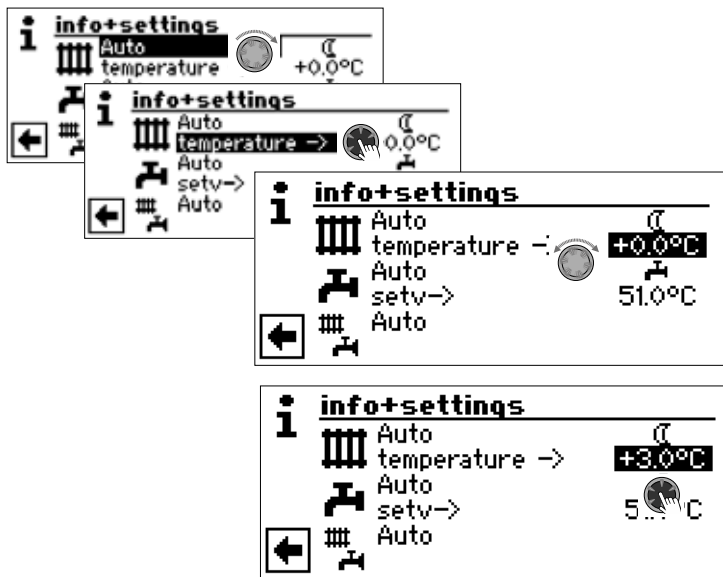 info+settings
Auto
temperature +0.0°C
info+settings
Auto
temperature -> 0.0°C
Auto
setv->
Auto
info+settings
Auto
temperature - +0.0°C
Auto
setv-> 51.0°C
Auto
info+settings
Auto
temperature -> +3.0°C
Auto
setv->
Auto